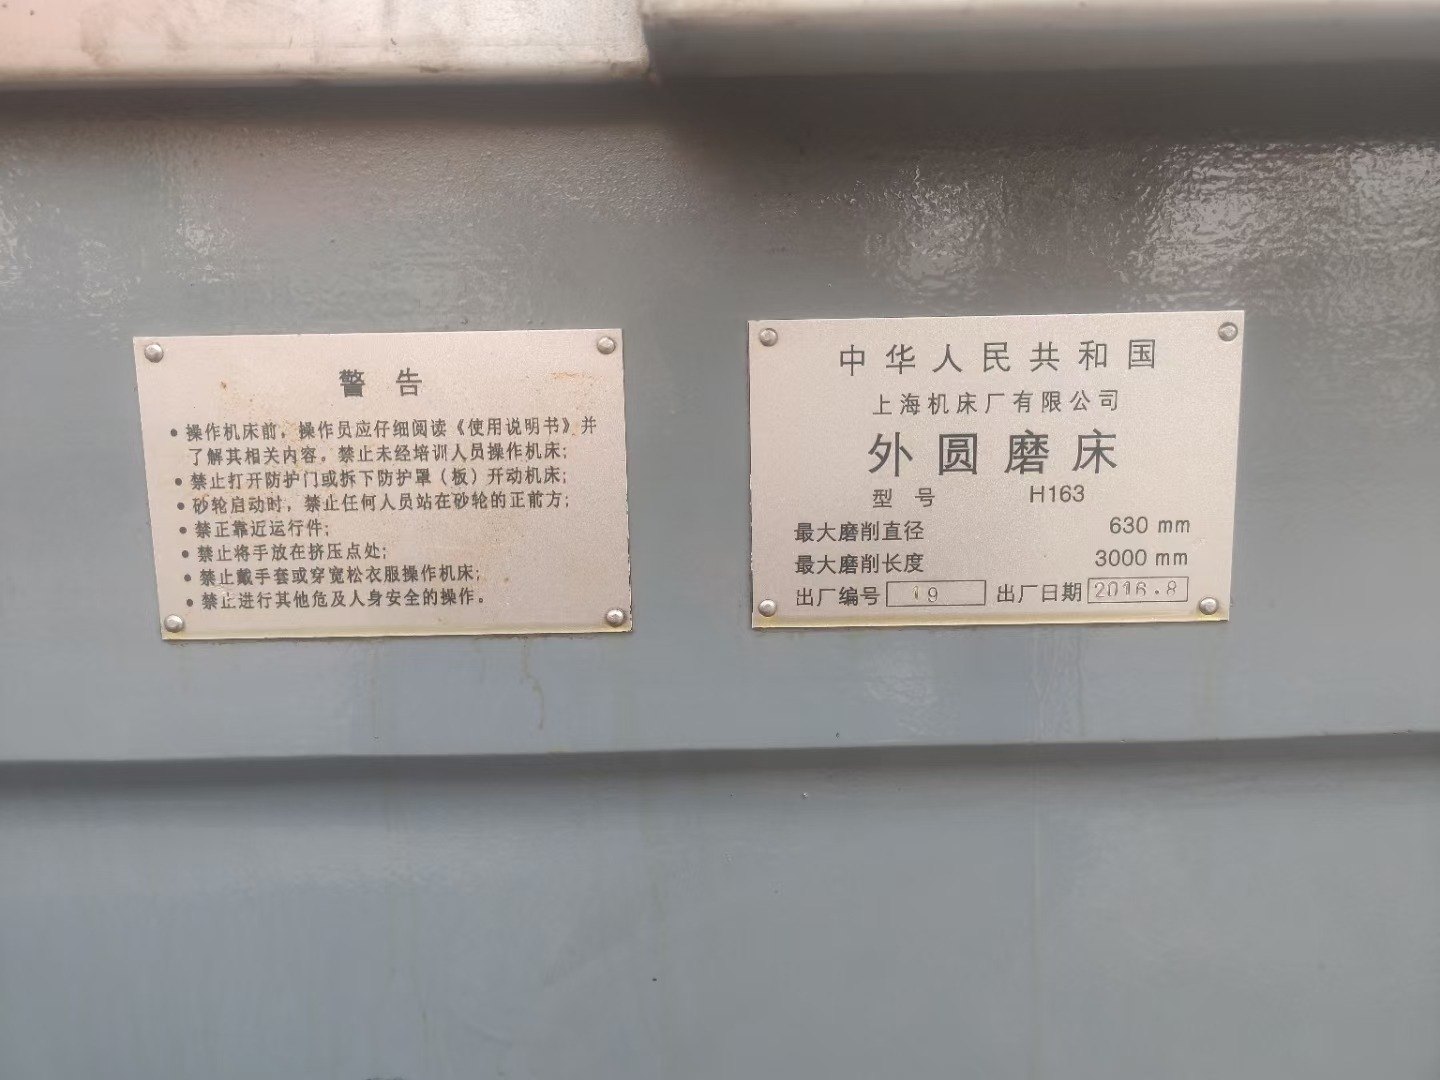 警告
• 操作机床前，操作员应仔细阅读《使用说明书》并
了解其相关内容。禁止未经培训人员操作机床；
• 禁止打开防护门或拆下防护罩（板）开动机床；
• 砂轮启动时，禁止任何人员站在砂轮的正前方；
• 禁正靠近运行件；
• 禁止将手放在挤压点处；
• 禁止戴手套或穿宽松衣服操作机床；
• 禁止进行其他危及人身安全的操作。
中华人民共和国
上海机床厂有限公司
外圆磨床
型号 H163
最大磨削直径 630 mm
最大磨削长度 3000 mm
出厂编号 19 出厂日期 2016.8